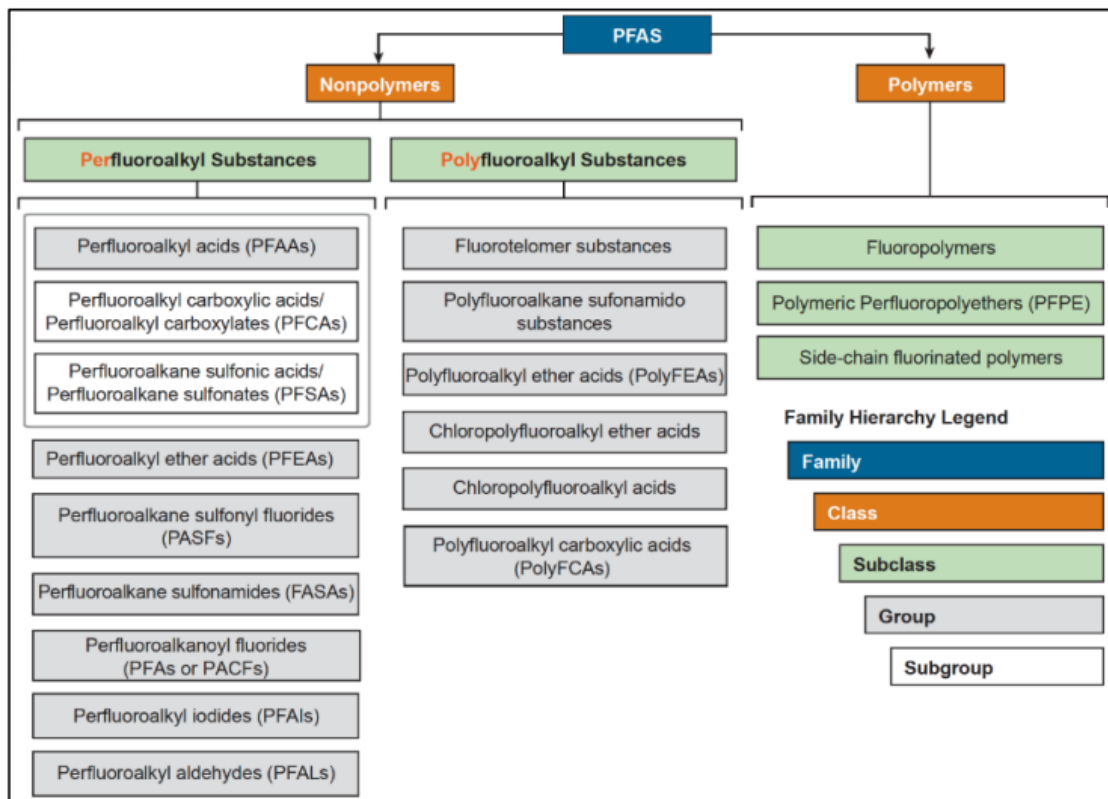 PFAS
Nonpolymers
Polymers
Perfluoroalkyl Substances
Polyfluoroalkyl Substances
Perfluoroalkyl acids (PFAAs)
Perfluoroalkyl carboxylic acids/
Perfluoroalkyl carboxylates (PFCAs)
Perfluoroalkane sulfonic acids/
Perfluoroalkane sulfonates (PFSAs)
Perfluoroalkyl ether acids (PFEAs)
Perfluoroalkane sulfonyl fluorides
(PASFs)
Perfluoroalkane sulfonamides (FASAs)
Perfluoroalkanoyl fluorides
(PFAs or PACFs)
Perfluoroalkyl iodides (PFAIs)
Perfluoroalkyl aldehydes (PFALs)
Fluorotelomer substances
Polyfluoroalkane sufonamido
substances
Polyfluoroalkyl ether acids (PolyFEAs)
Chloropolyfluoroalkyl ether acids
Chloropolyfluoroalkyl acids
Polyfluoroalkyl carboxylic acids
(PolyFCAs)
Fluoropolymers
Polymeric Perfluoropolyethers (PFPE)
Side-chain fluorinated polymers
Family Hierarchy Legend
Family
Class
Subclass
Group
Subgroup